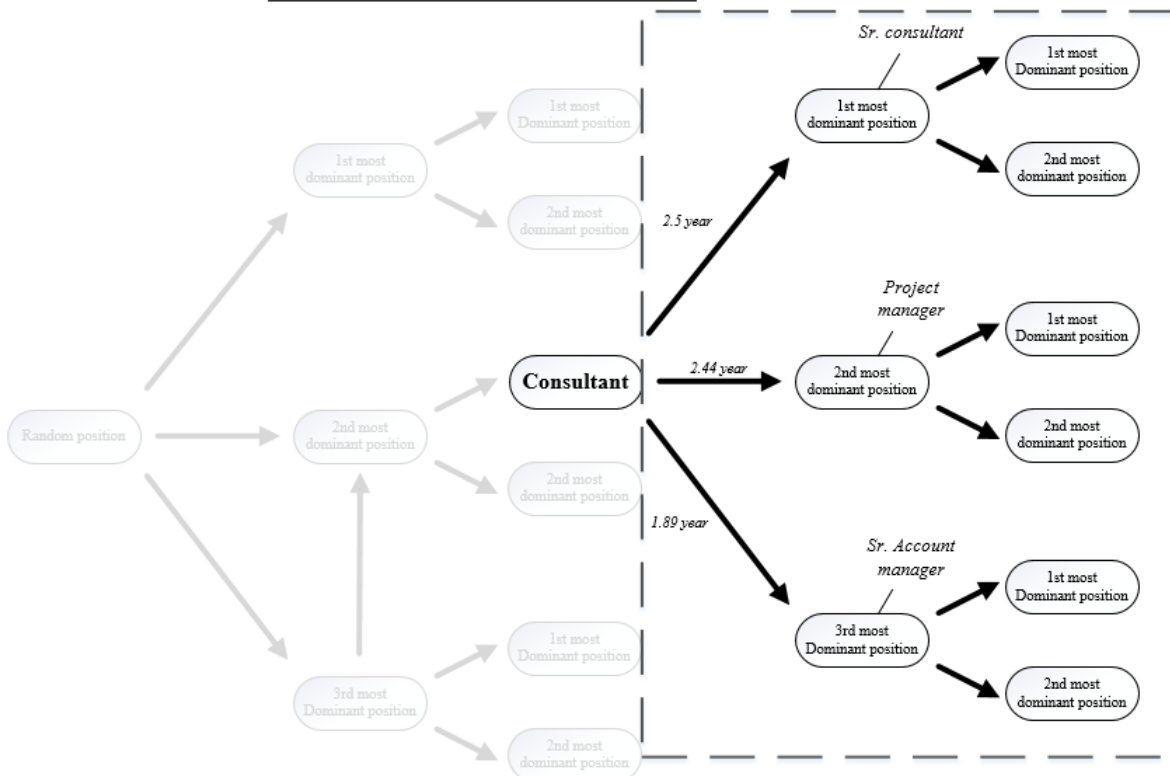 Random position
1st most
dominant position
2nd most
dominant position
3rd most
Dominant position
1st most
Dominant position
2nd most
dominant position
Consultant
2nd most
dominant position
1st most
Dominant position
2nd most
dominant position
2.5 year
2.44 year
1.89 year
Sr. consultant
1st most
dominant position
1st most
Dominant position
2nd most
dominant position
Project
manager
2nd most
dominant position
1st most
Dominant position
2nd most
dominant position
Sr. Account
manager
3rd most
Dominant position
1st most
Dominant position
2nd most
dominant position